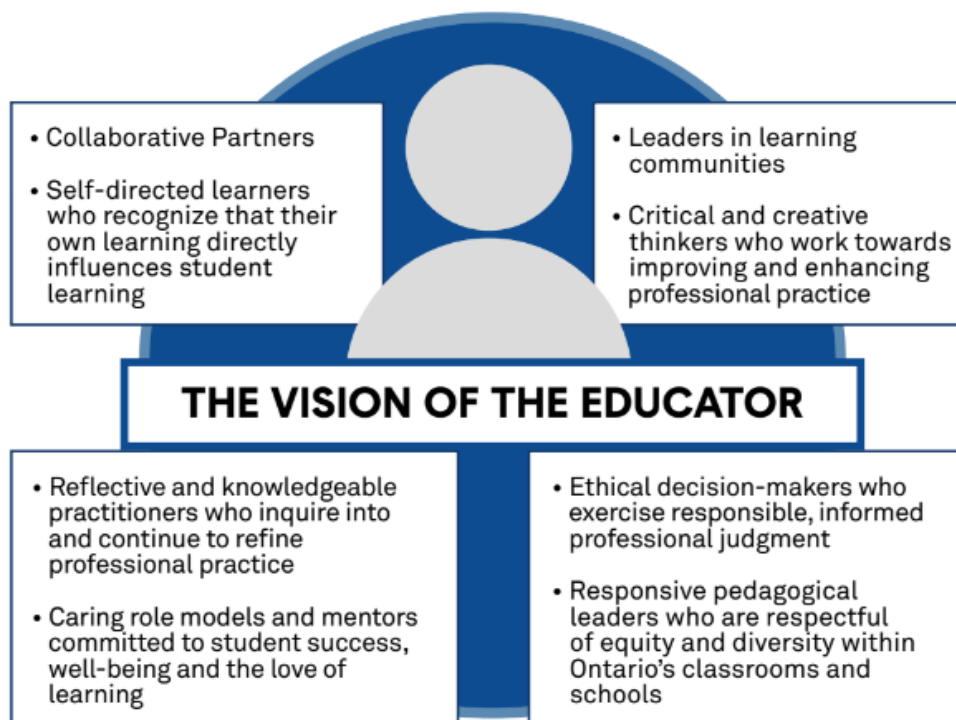 • Collaborative Partners
• Self-directed learners
who recognize that their
own learning directly
influences student
learning
• Leaders in learning
communities
• Critical and creative
thinkers who work towards
improving and enhancing
professional practice
THE VISION OF THE EDUCATOR
• Reflective and knowledgeable
practitioners who inquire into
and continue to refine
professional practice
• Caring role models and mentors
committed to student success,
well-being and the love of
learning
• Ethical decision-makers who
exercise responsible, informed
professional judgment
• Responsive pedagogical
leaders who are respectful
of equity and diversity within
Ontario's classrooms and
schools